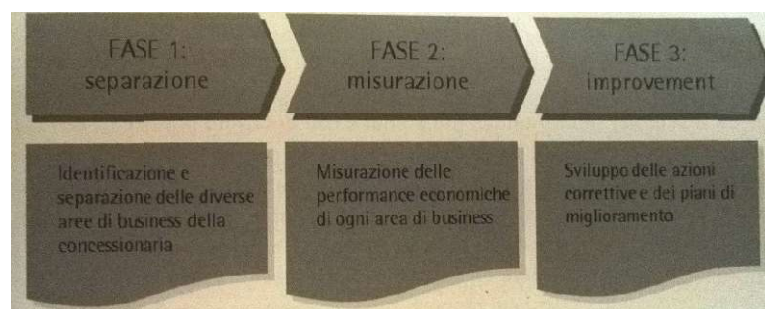 FASE 1:
separazione
FASE 2:
misurazione
FASE 3:
improvement
Identificazione e
separazione delle diverse
aree di business della
concessionaria
Misurazione delle
performance economiche
di ogni area di business
Sviluppo delle azioni
correttive e dei piani di
miglioramento